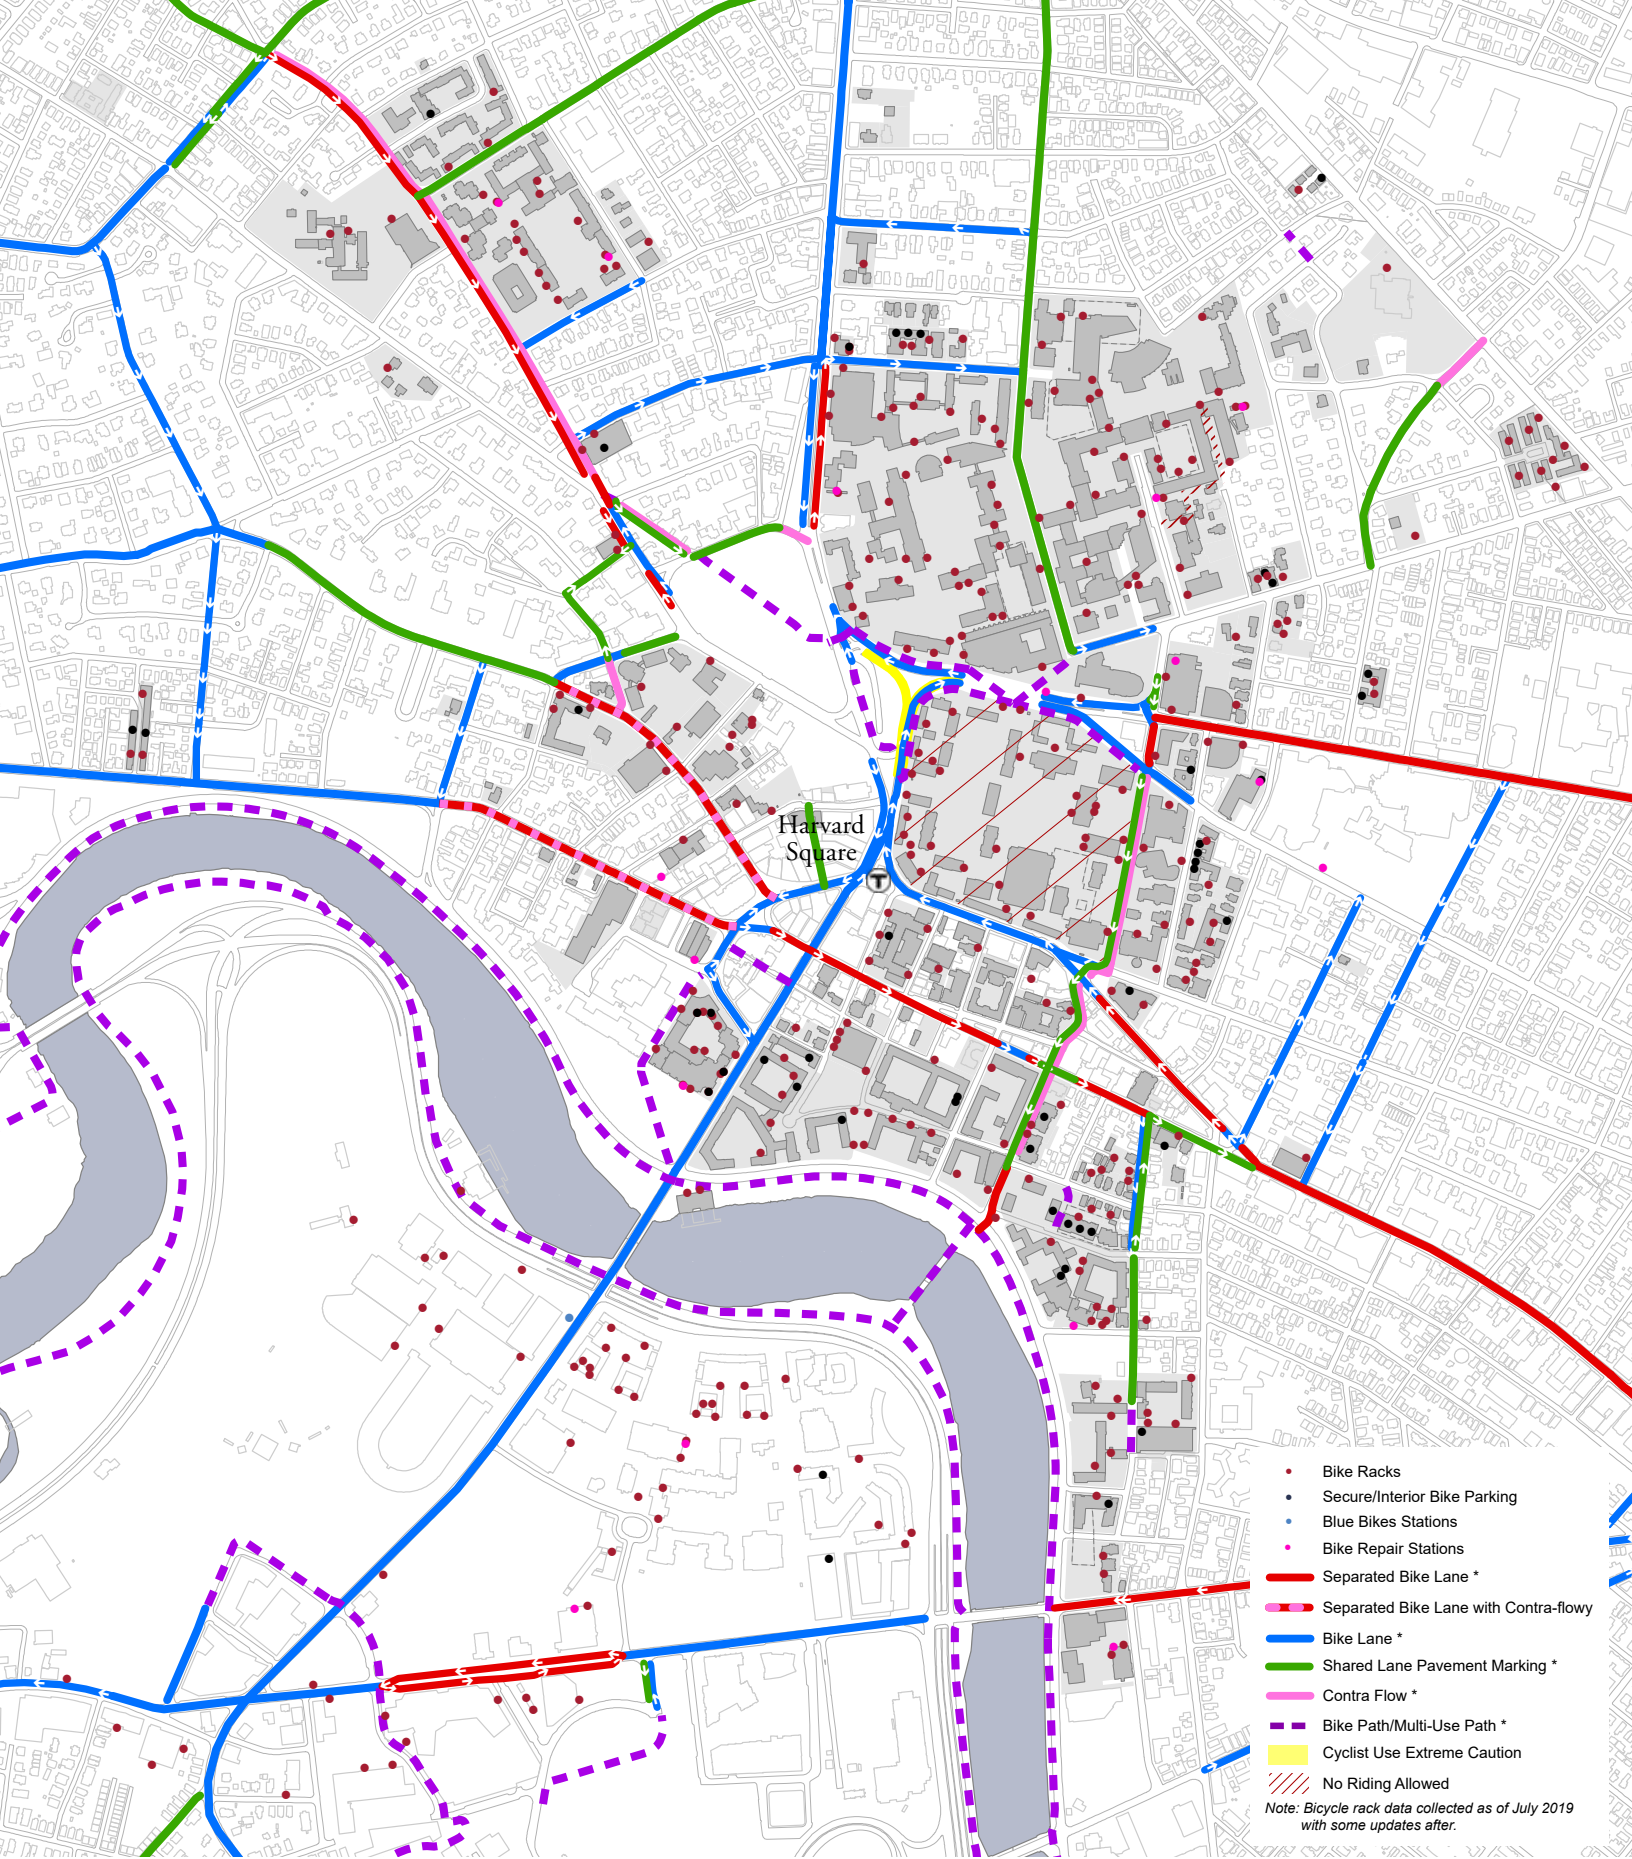 Harvard
Square
T
Bike Racks
Secure/Interior Bike Parking
Blue Bikes Stations
Bike Repair Stations
Separated Bike Lane *
Separated Bike Lane with Contra-flowy
Bike Lane *
Shared Lane Pavement Marking *
Contra Flow *
Bike Path/Multi-Use Path *
Cyclist Use Extreme Caution
No Riding Allowed
Note: Bicycle rack data collected as of July 2019
with some updates after.